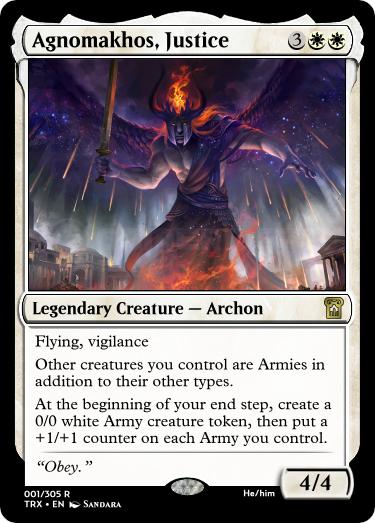 Agnomakhos, Justice 3
Legendary Creature — Archon
Flying, vigilance
Other creatures you control are Armies in
addition to their other types.
At the beginning of your end step, create a
0/0 white Army creature token, then put a
+1/+1 counter on each Army you control.
“Obey.”
4/4
001/305 R He/him
TRX • EN Sandara